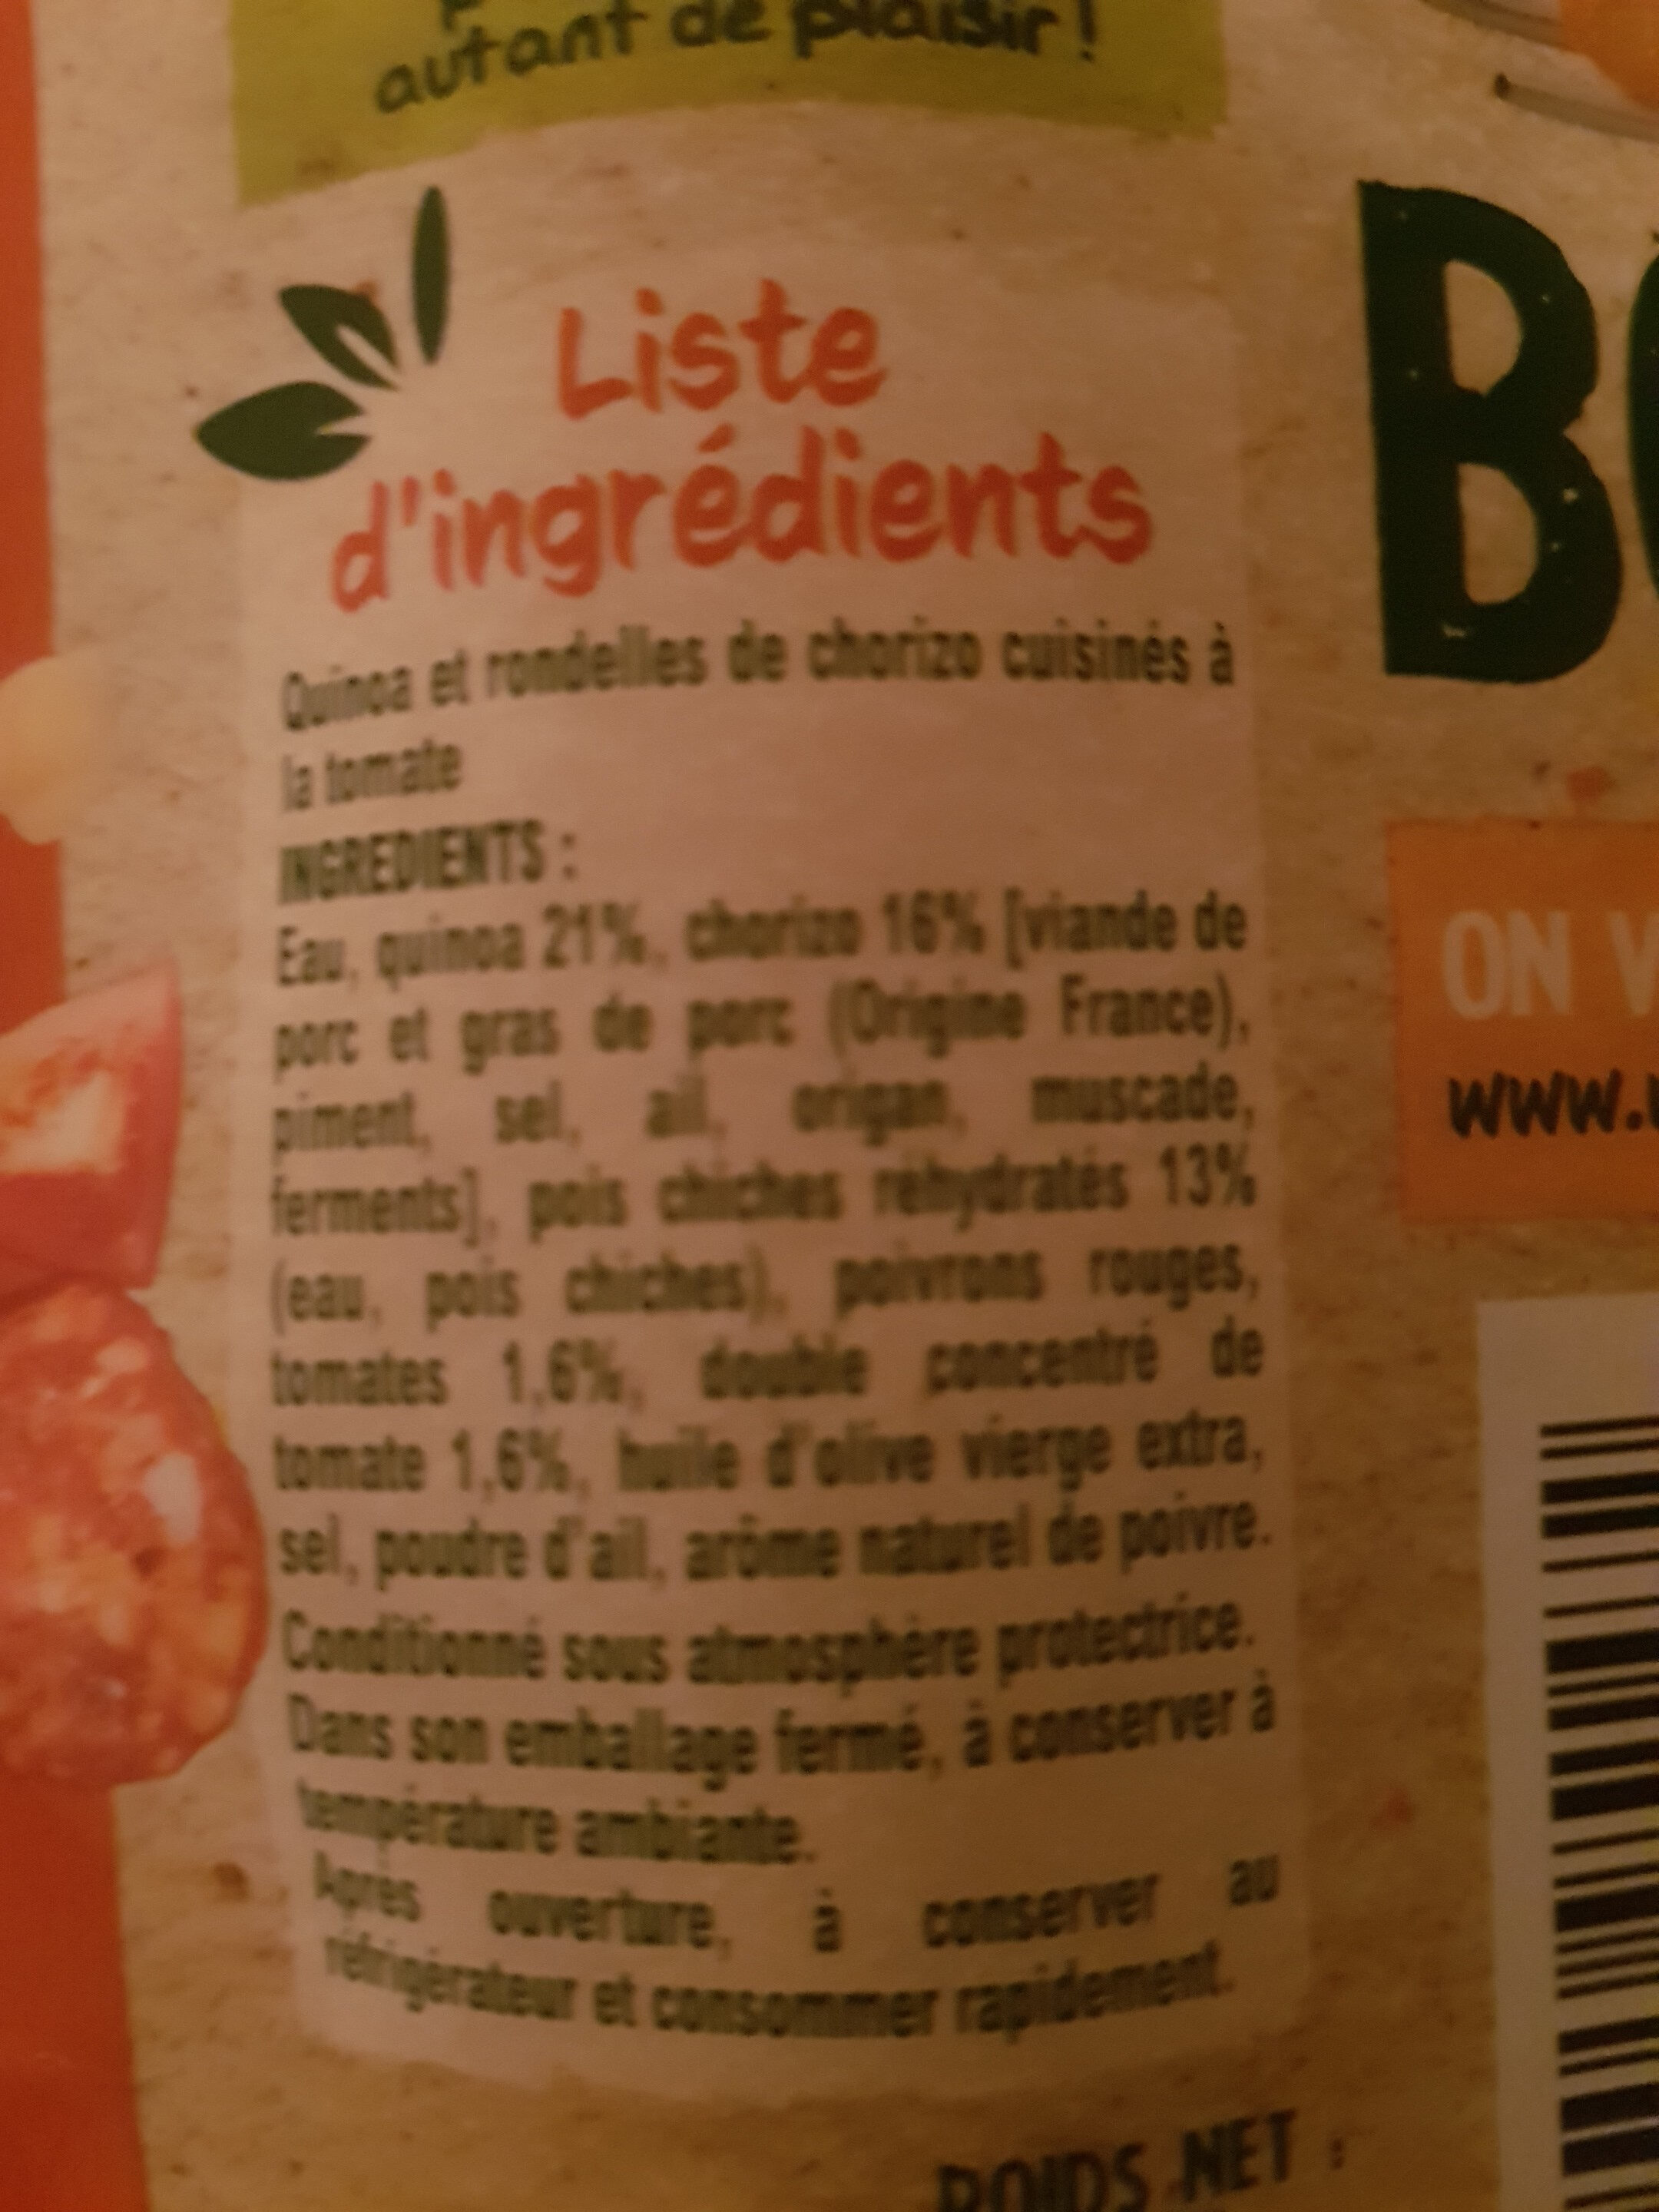 autant de plaisir !
Liste
d'ingrédients
Quinoa et rondelles de chorizo cuisinés à
la tomate
INGREDIENTS :
Eau, quinoa 21%, chorizo 16% [viande de
porc et gras de porc (Origine France),
piment, sel, ail, origan, muscade,
ferments], pois chiches réhydratés 13%
(eau, pois chiches), poivrons rouges,
tomates 1,6%, double concentré de
tomate 1,6%, huile d'olive vierge extra,
sel, poudre d'ail, arôme naturel de poivre.
Conditionné sous atmosphère protectrice.
Dans son emballage fermé, à conserver à
température ambiante.
Après ouverture, à conserver au
réfrigérateur et consommer rapidement.
POIDS NET :
B
ON
www.